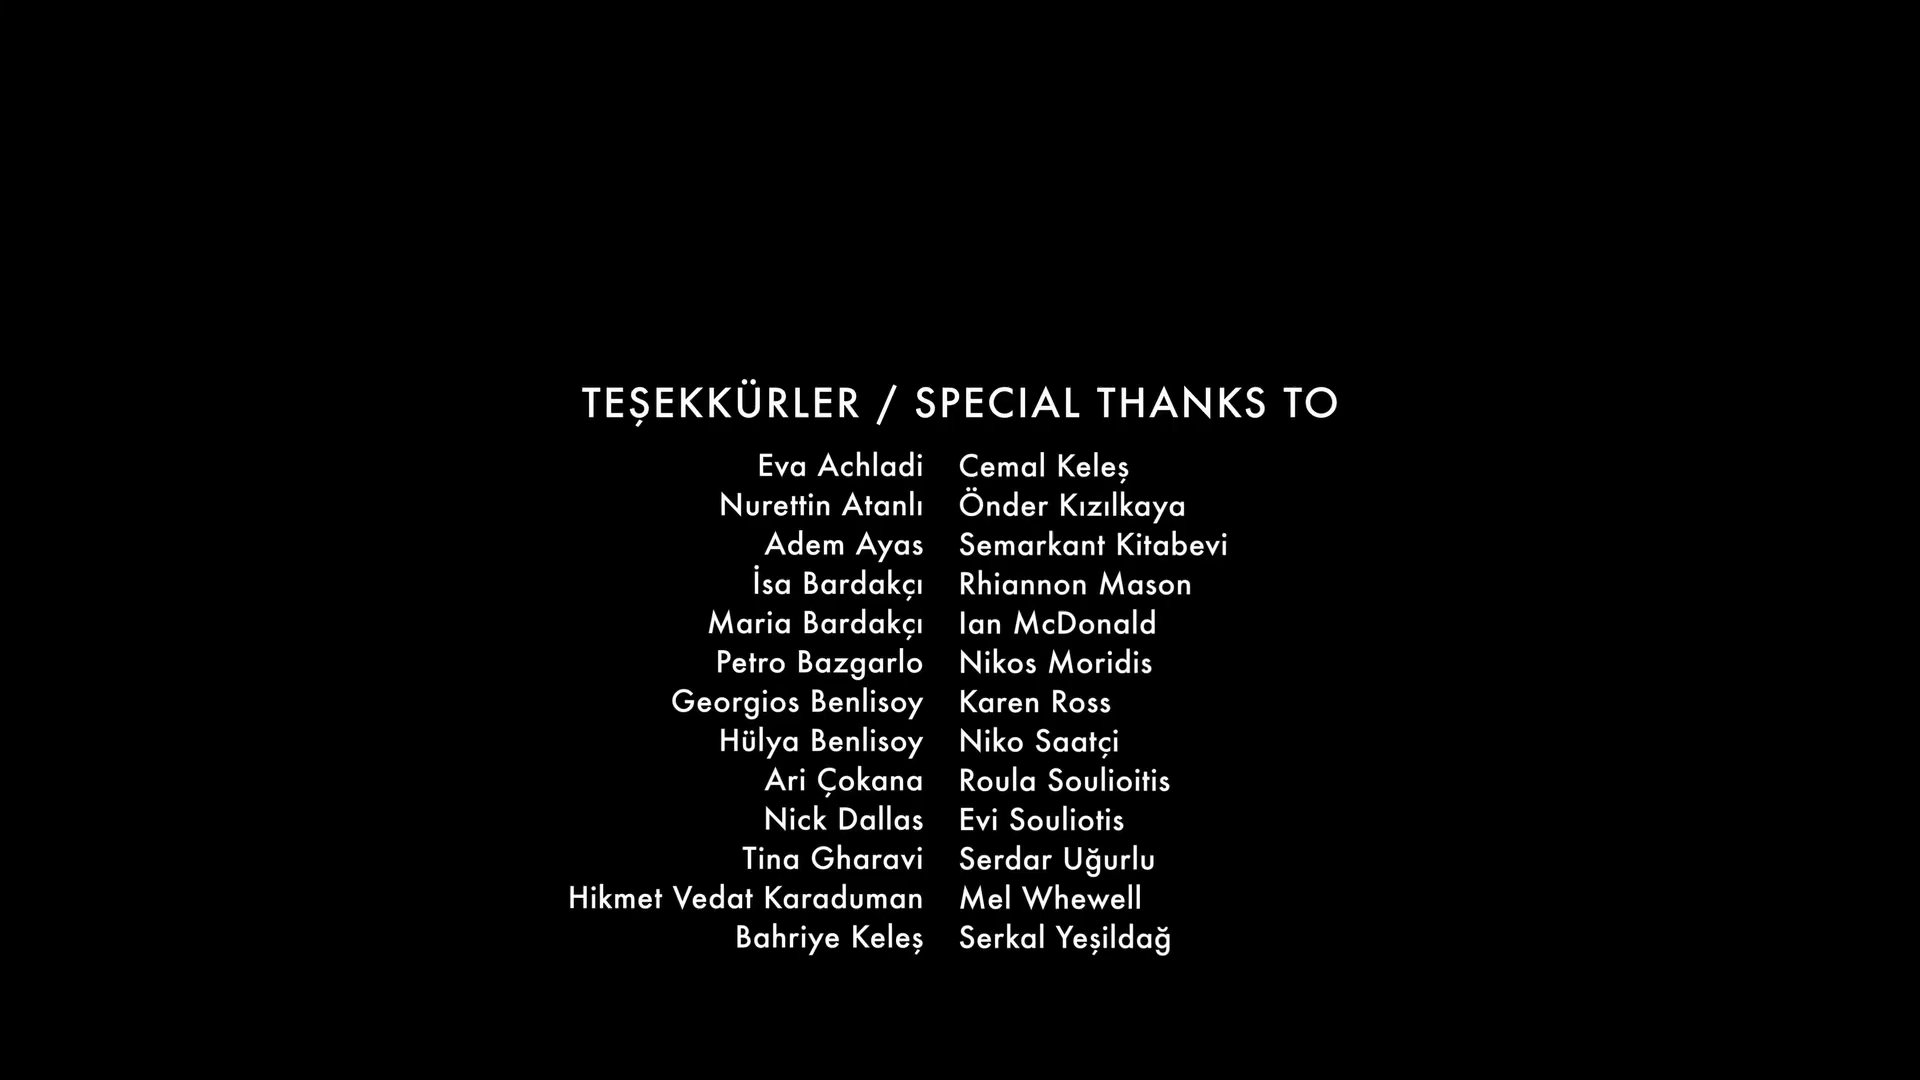 TEŞEKKÜRLER / SPECIAL THANKS TO
Eva Achladi
Nurettin Atanlı
Adem Ayas
İsa Bardakçı
Maria Bardakçı
Petro Bazgarlo
Georgios Benlisoy
Hülya Benlisoy
Ari Çokana
Nick Dallas
Tina Gharavi
Hikmet Vedat Karaduman
Bahriye Keleş
Cemal Keleş
Önder Kızılkaya
Semarkant Kitabevi
Rhiannon Mason
Ian McDonald
Nikos Moridis
Karen Ross
Niko Saatçi
Roula Soulioitis
Evi Souliotis
Serdar Uğurlu
Mel Whewell
Serkal Yeşildağ